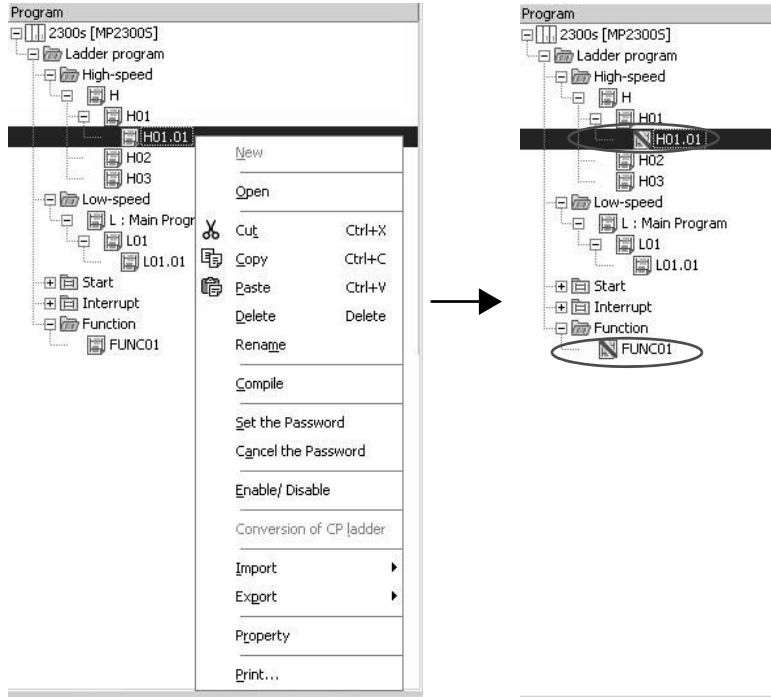 Program
2300s [MP2300S]
Ladder program
High-speed
H
H01
H01.01
H02
H03
Low-speed
L : Main Progr
L01
L01.01
Start
Interrupt
Function
FUNC01
New
Open
Cut Ctrl+X
Copy Ctrl+C
Paste Ctrl+V
Delete Delete
Rename
Compile
Set the Password
Cancel the Password
Enable/ Disable
Conversion of CP ladder
Import
Export
Property
Print...
Program
2300s [MP2300S]
Ladder program
High-speed
H
H01
H01.01
H02
H03
Low-speed
L : Main Program
L01
L01.01
Start
Interrupt
Function
FUNC01